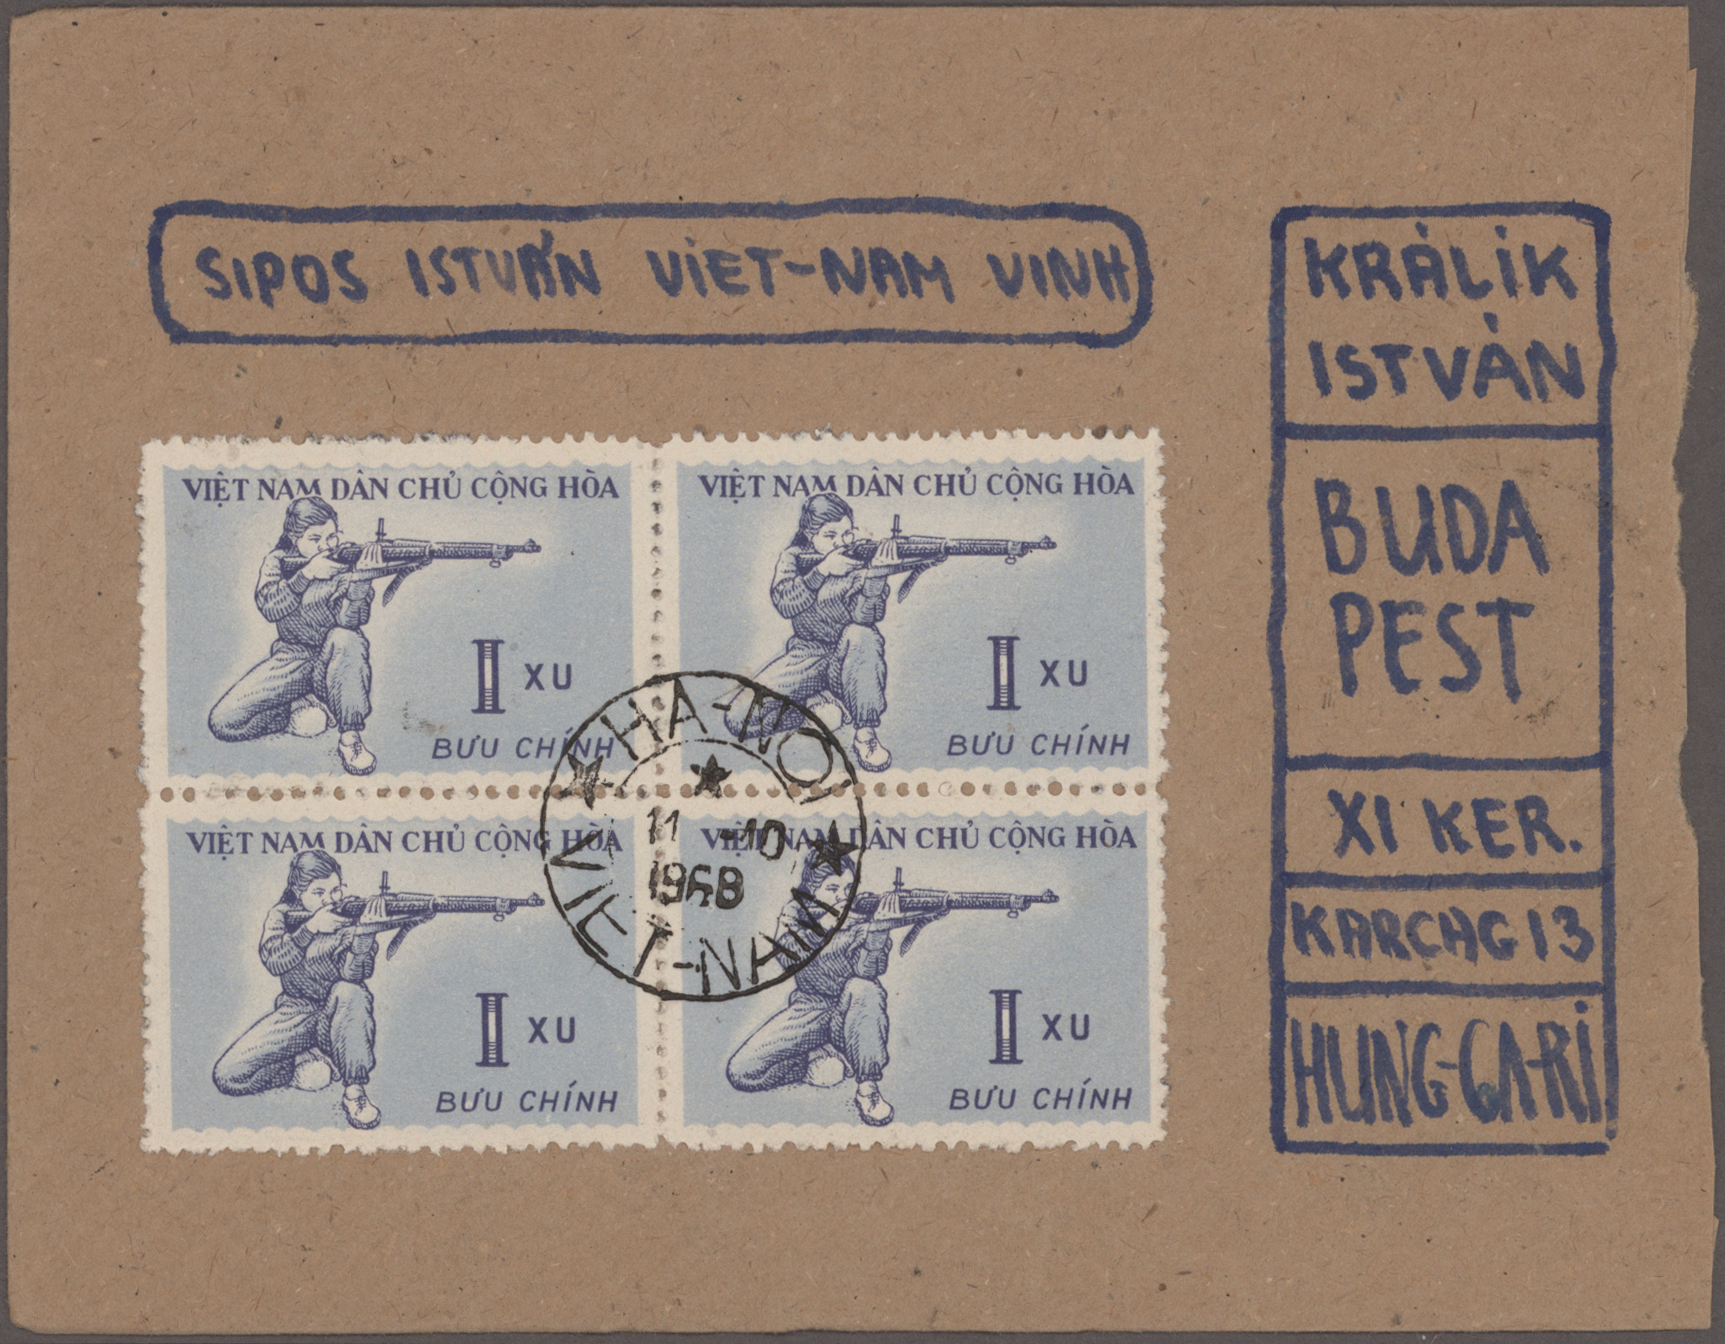 SIPOS ISTVÁN VIET-NAM VINH
KRÁLIK
ISTVÁN
BUDA
PEST
XI KER.
KARCAG 13
HUNG-GA-RI
VIỆT NAM DÂN CHỦ CỘNG HÒA
I XU
BƯU CHÍNH
VIỆT NAM DÂN CHỦ CỘNG HÒA
I XU
BƯU CHÍNH
VIỆT NAM DÂN CHỦ CỘNG HÒA
I XU
BƯU CHÍNH
VIỆT NAM DÂN CHỦ CỘNG HÒA
I XU
BƯU CHÍNH
HA-NOI
11 -10
1968
VIET-NAM